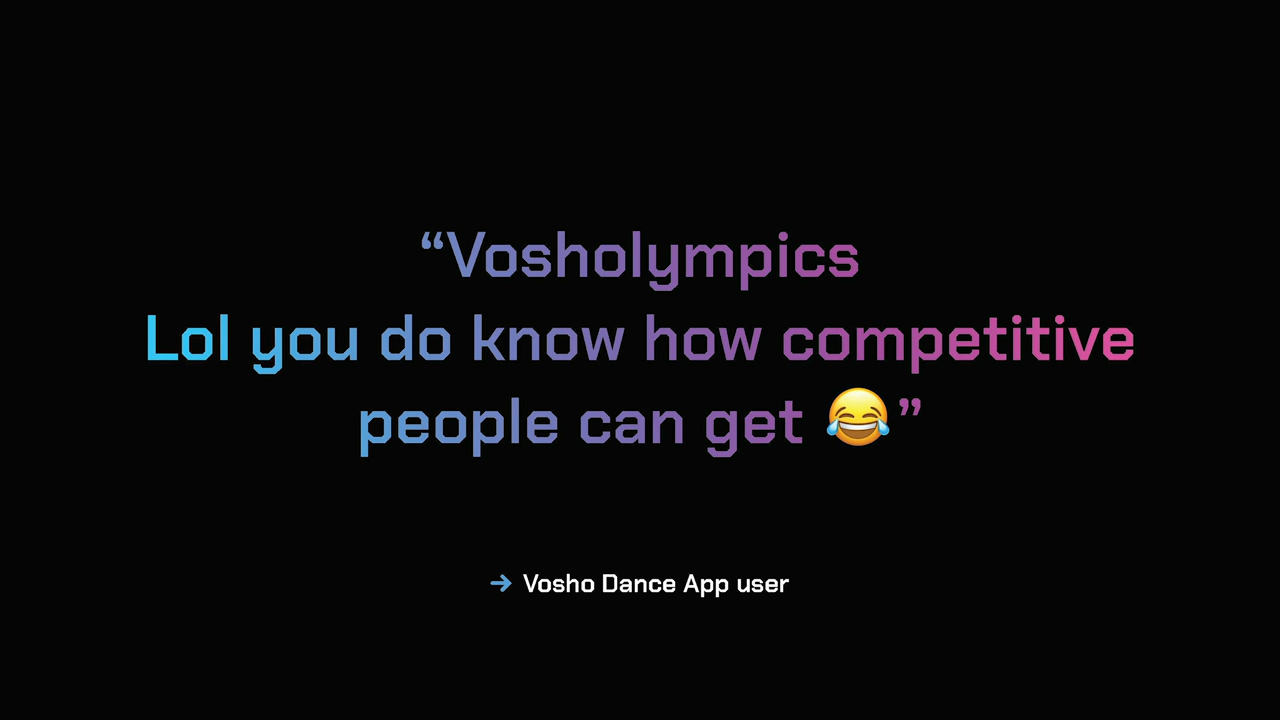 “Vosholympics
Lol you do know how competitive
people can get 😂”
→ Vosho Dance App user